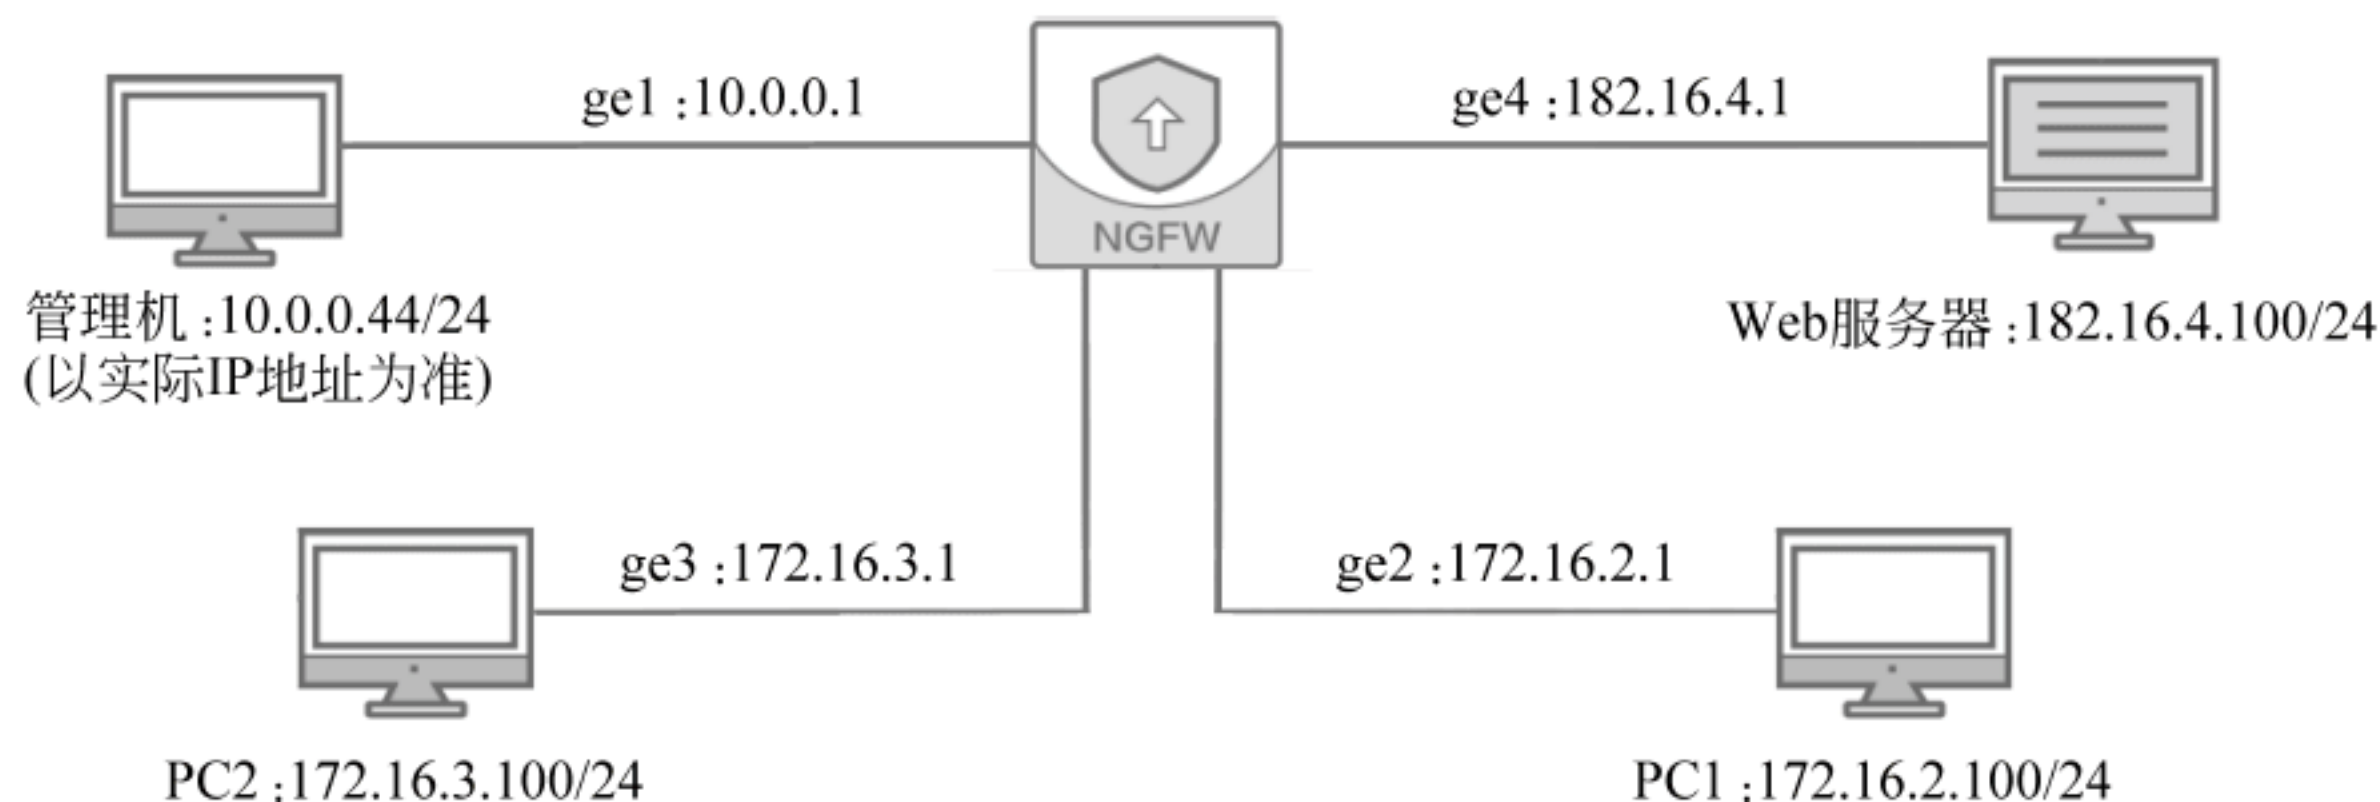 ge1：10.0.0.1
ge4：182.16.4.1
NGFW
管理机：10.0.0.44/24
(以实际IP地址为准)
Web服务器：182.16.4.100/24
ge3：172.16.3.1
ge2：172.16.2.1
PC2：172.16.3.100/24
PC1：172.16.2.100/24